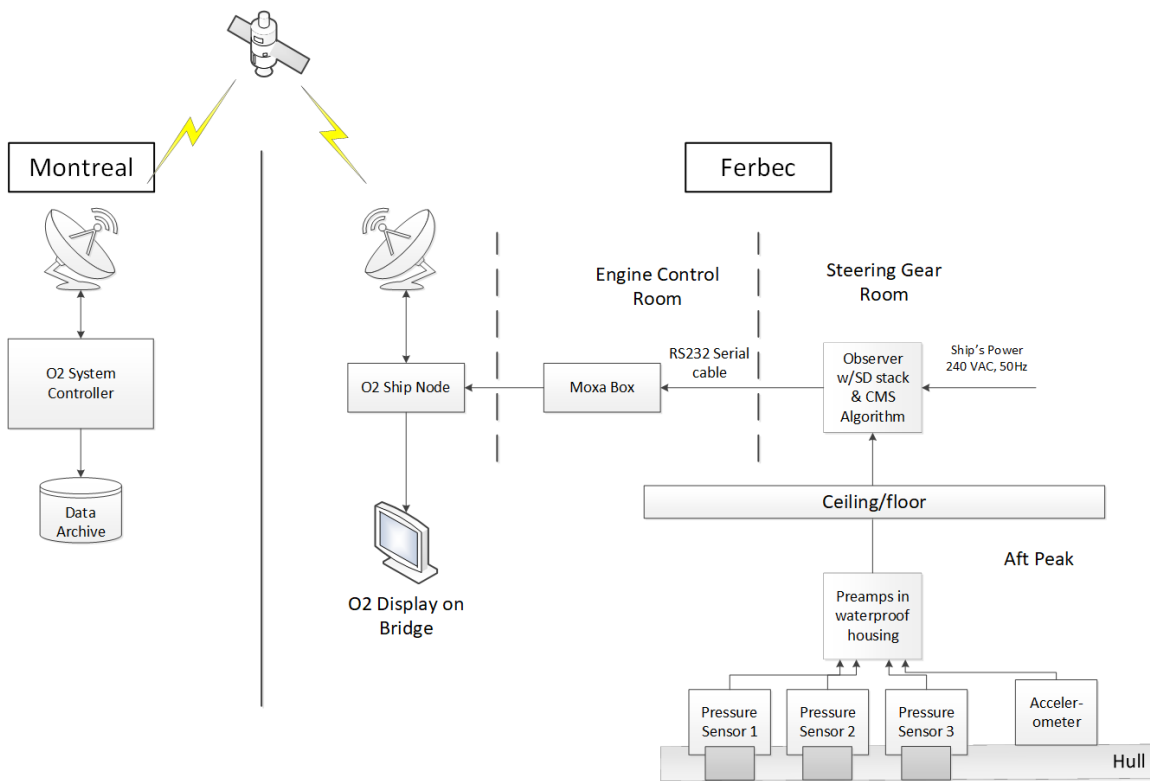 Montreal
Ferbec
Engine Control
Room
Steering Gear
Room
O2 System
Controller
O2 Ship Node
Moxa Box
RS232 Serial
cable
Observer
w/SD stack
& CMS
Algorithm
Ship's Power
240 VAC, 50Hz
Data
Archive
Ceiling/floor
Aft Peak
O2 Display on
Bridge
Preamps in
waterproof
housing
Pressure
Sensor 1
Pressure
Sensor 2
Pressure
Sensor 3
Acceler-
ometer
Hull